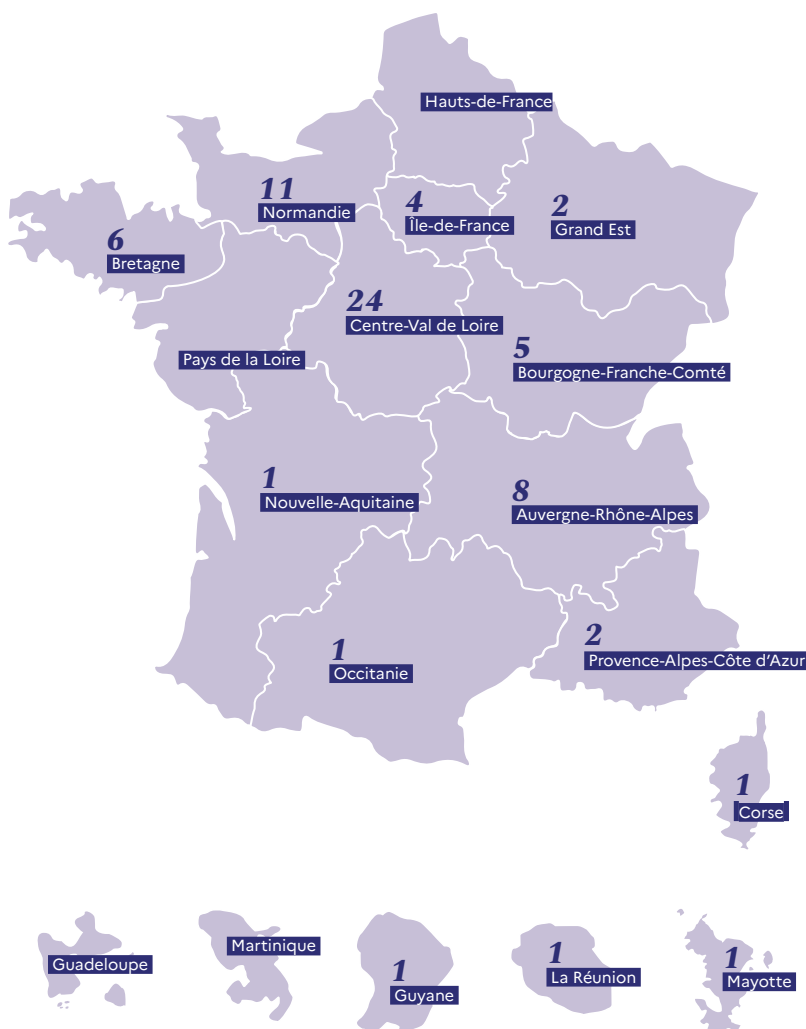 Hauts-de-France
11
Normandie
4
Île-de-France
2
Grand Est
6
Bretagne
24
Centre-Val de Loire
Pays de la Loire
5
Bourgogne-Franche-Comté
1
Nouvelle-Aquitaine
8
Auvergne-Rhône-Alpes
1
Occitanie
2
Provence-Alpes-Côte d'Azur
1
Corse
Guadeloupe
Martinique
1
Guyane
1
La Réunion
1
Mayotte